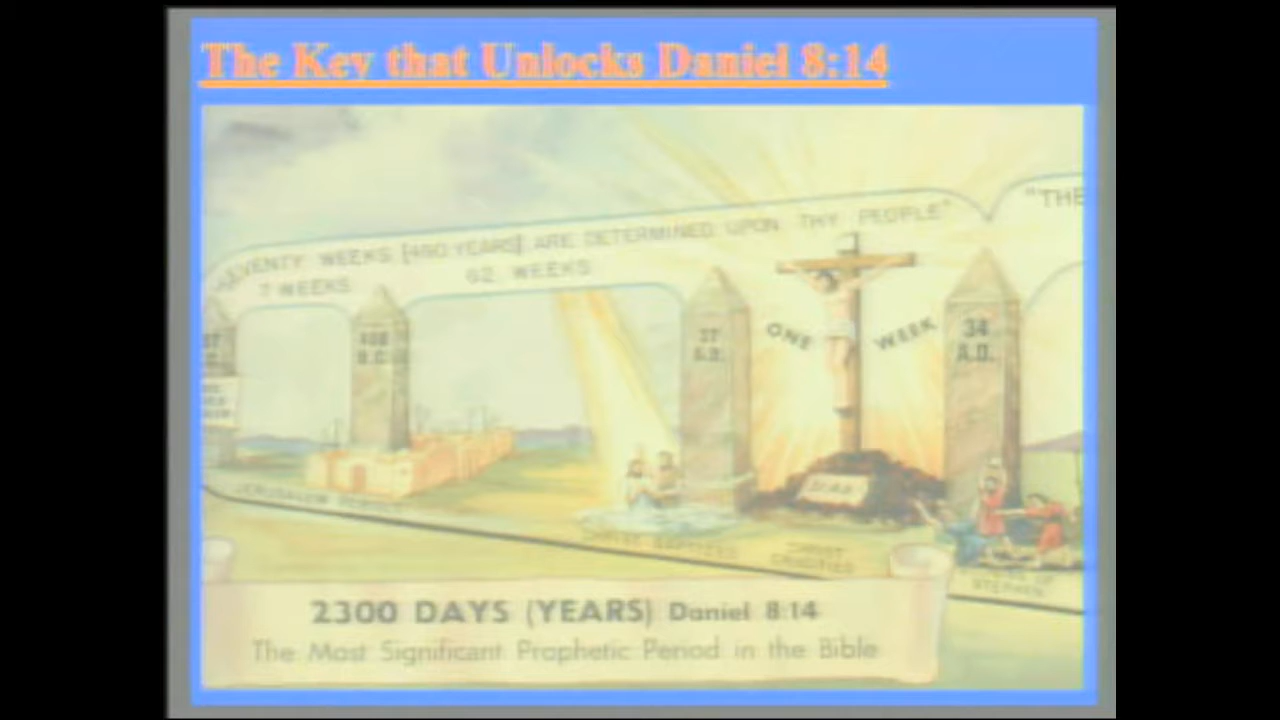 The Key that Unlocks Daniel 8:14
"THE
SEVENTY WEEKS [490 YEARS] ARE DETERMINED UPON THY PEOPLE"
7 WEEKS 62 WEEKS
ONE WEEK
408 B.C.
27 A.D.
34 A.D.
31 A.D.
JERUSALEM
CHRIST BAPTIZED
CHRIST CRUCIFIED
STEPHEN
2300 DAYS (YEARS) Daniel 8:14
The Most Significant Prophetic Period in the Bible